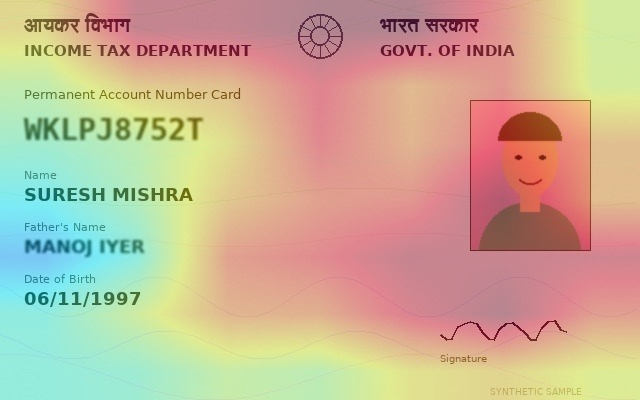 आयकर विभाग
INCOME TAX DEPARTMENT
भारत सरकार
GOVT. OF INDIA
Permanent Account Number Card
WKLPJ8752T
Name
SURESH MISHRA
Father's Name
MANOJ IYER
Date of Birth
06/11/1997
Signature
SYNTHETIC SAMPLE